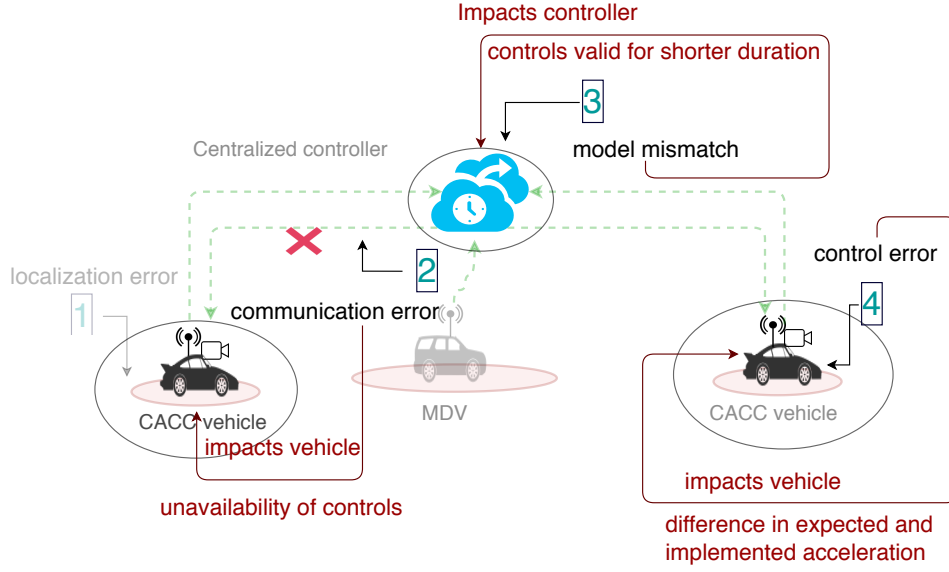 Impacts controller
controls valid for shorter duration
3
Centralized controller
model mismatch
control error
localization error
2
1
communication error
4
CACC vehicle
MDV
CACC vehicle
impacts vehicle
impacts vehicle
unavailability of controls
difference in expected and
implemented acceleration